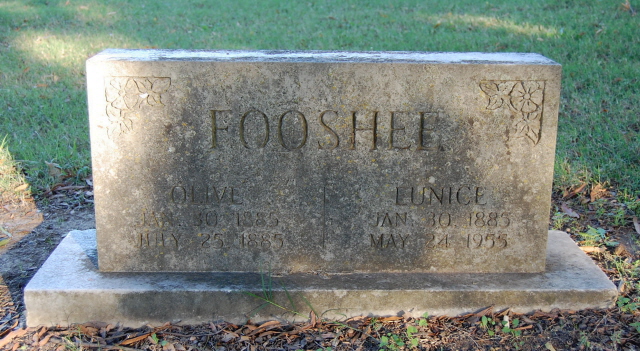 FOOSHEE
OLIVE
JAN. 30, 1885
JULY 25, 1885
EUNICE
JAN. 30, 1885
MAY 24, 1955